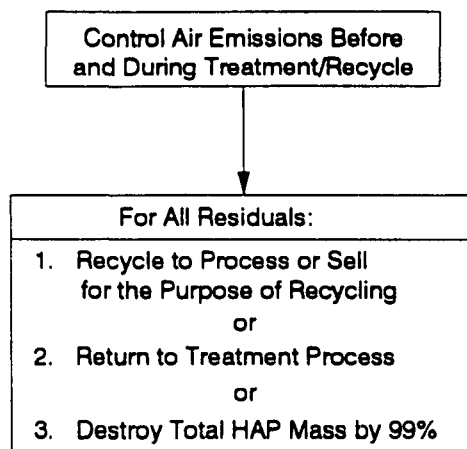 Control Air Emissions Before
and During Treatment/Recycle
For All Residuals:
1. Recycle to Process or Sell
for the Purpose of Recycling
or
2. Return to Treatment Process
or
3. Destroy Total HAP Mass by 99%